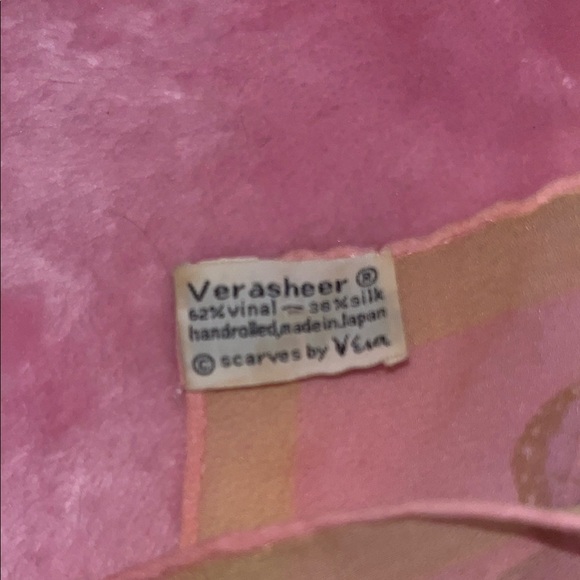 Verasheer ®
62% vinal — 38% silk
handrolled, made in Japan
© scarves by Vera